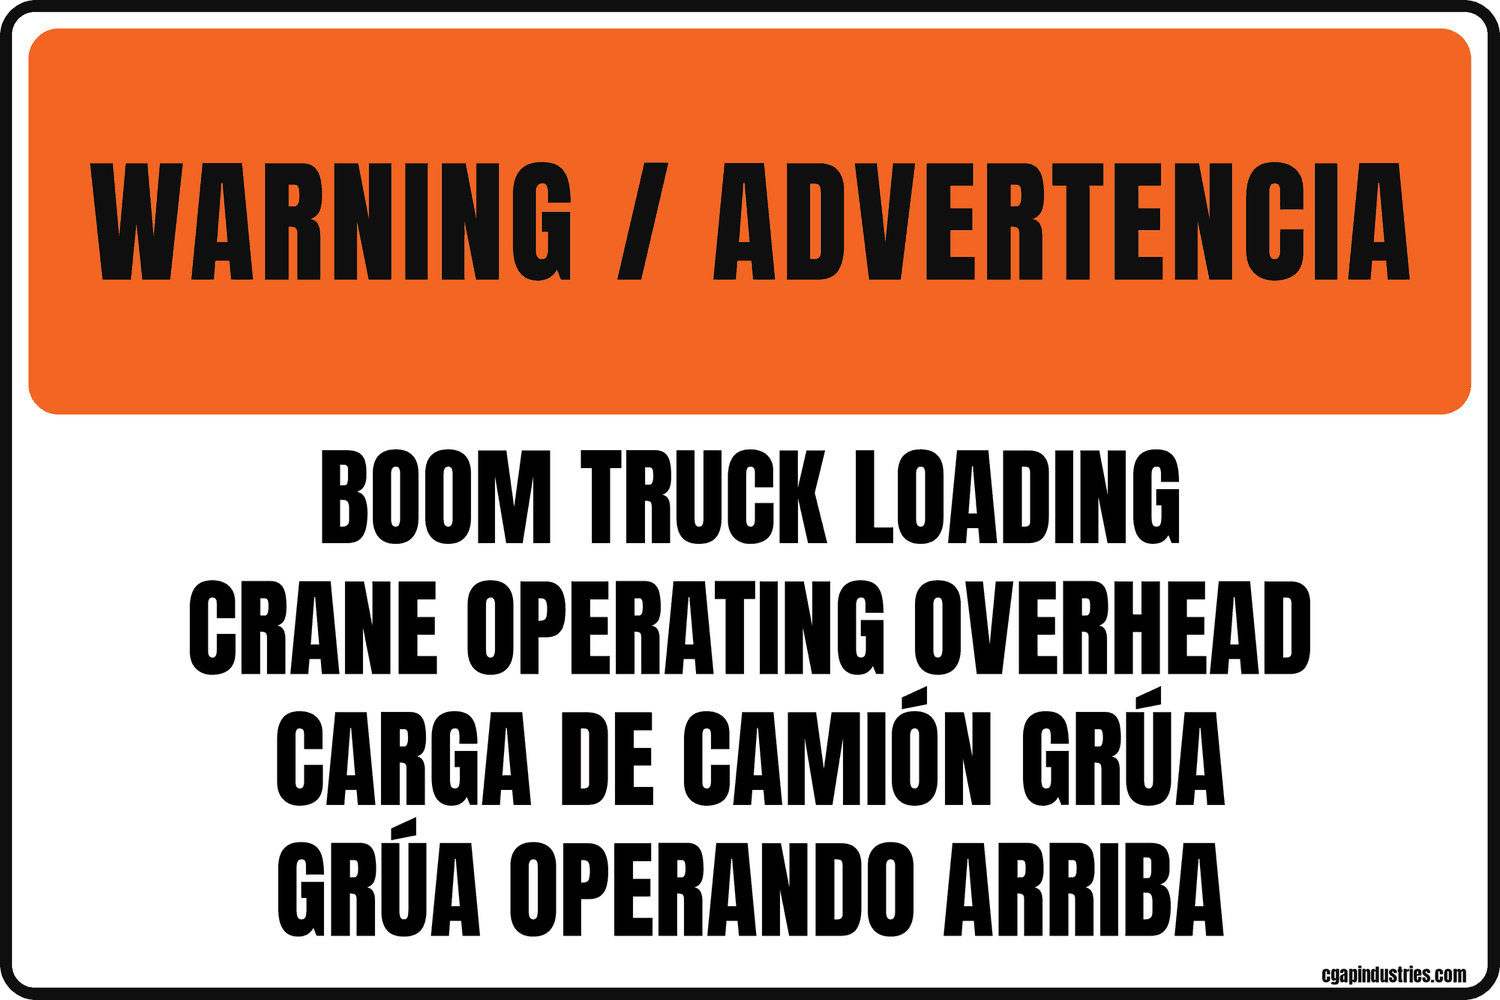 WARNING / ADVERTENCIA
BOOM TRUCK LOADING
CRANE OPERATING OVERHEAD
CARGA DE CAMIÓN GRÚA
GRÚA OPERANDO ARRIBA
cgapindustries.com